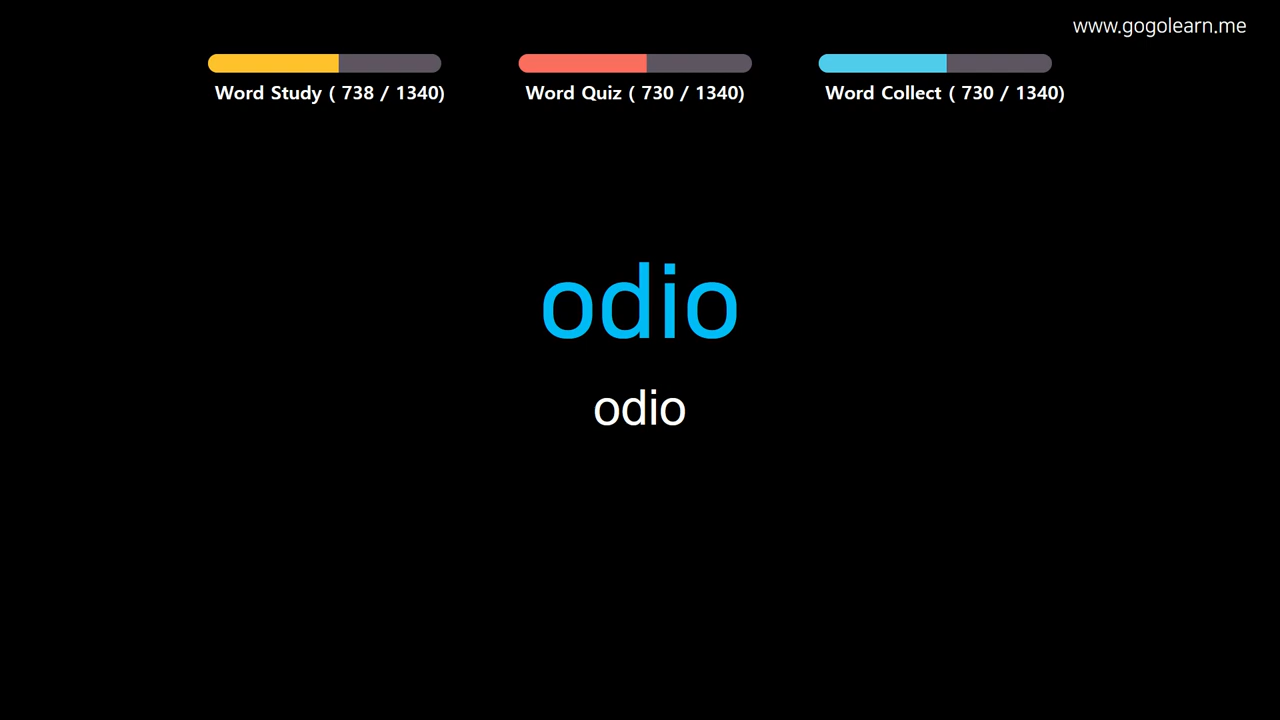 www.gogolearn.me
Word Study ( 738 / 1340)
Word Quiz ( 730 / 1340)
Word Collect ( 730 / 1340)
odio
odio